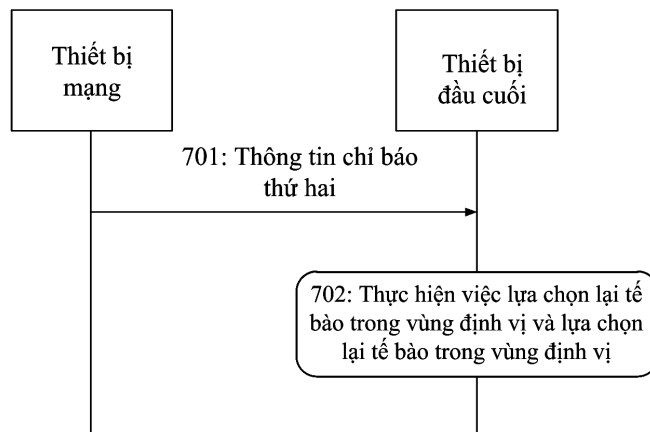 Thiết bị
mạng
Thiết bị
đầu cuối
701: Thông tin chỉ báo
thứ hai
702: Thực hiện việc lựa chọn lại tế
bào trong vùng định vị và lựa chọn
lại tế bào trong vùng định vị